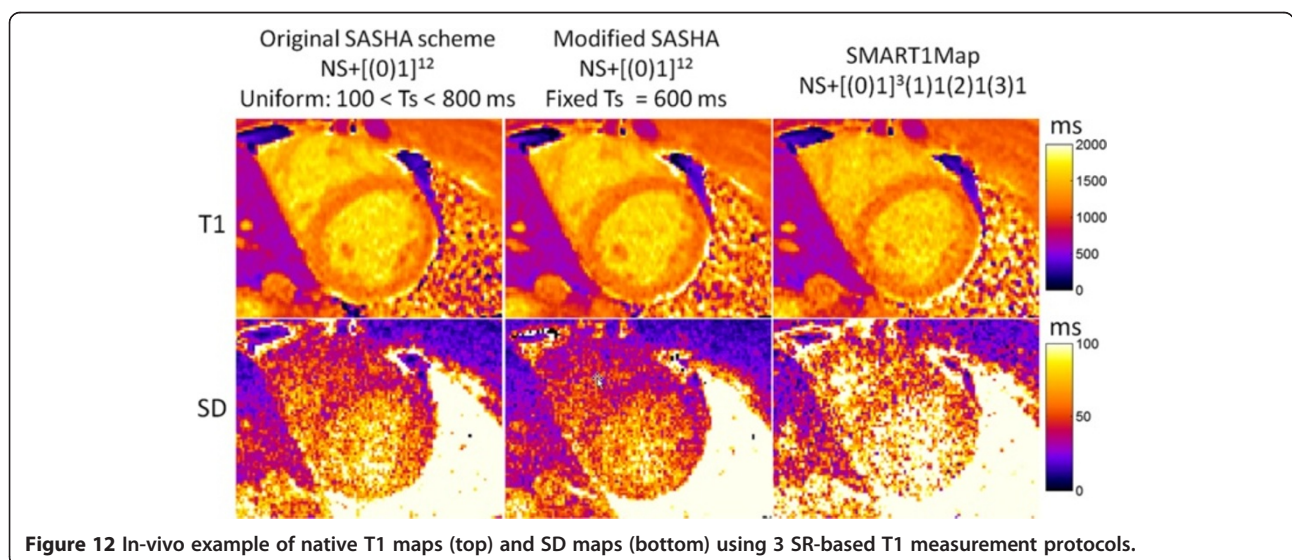 Original SASHA scheme
NS+[(0)1]¹²
Uniform: 100 < Ts < 800 ms
Modified SASHA
NS+[(0)1]¹²
Fixed Ts = 600 ms
SMART1Map
NS+[(0)1]³(1)1(2)1(3)1
T1
ms
2000
1500
1000
500
0
SD
ms
100
50
0
Figure 12 In-vivo example of native T1 maps (top) and SD maps (bottom) using 3 SR-based T1 measurement protocols.